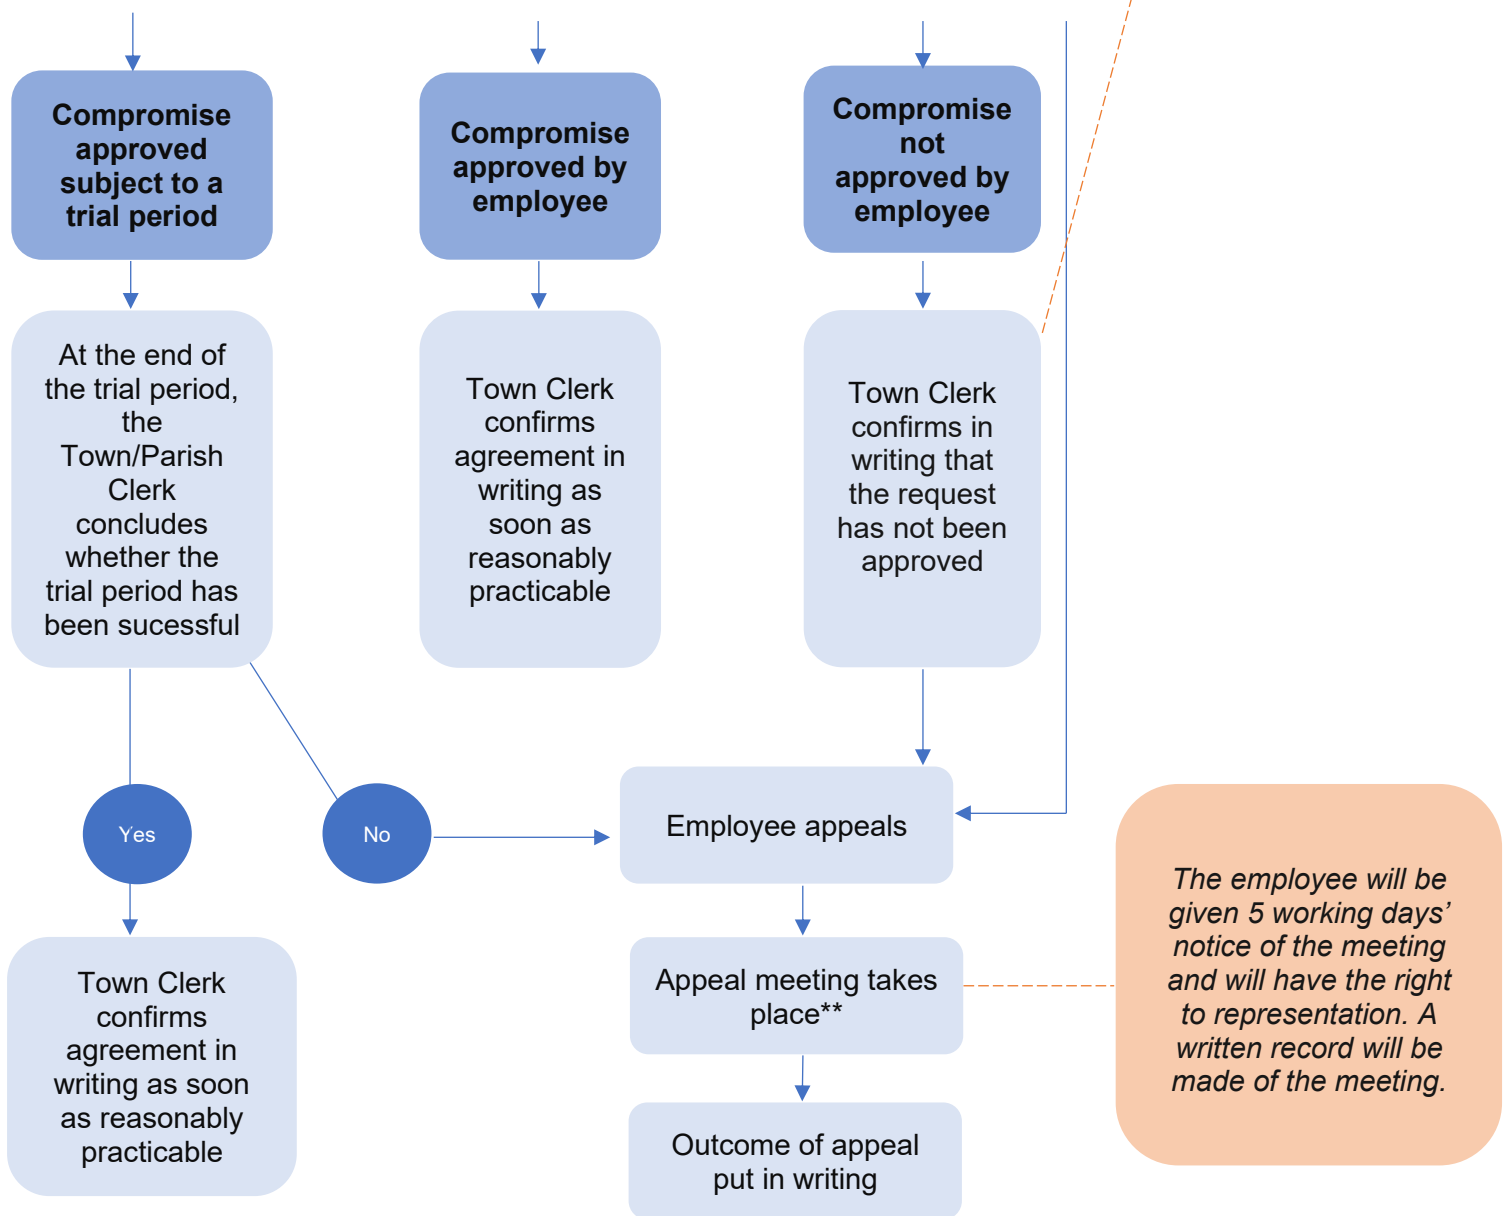 Compromise
approved
subject to a
trial period
Compromise
approved by
employee
Compromise
not
approved by
employee
At the end of
the trial period,
the
Town/Parish
Clerk
concludes
whether the
trial period has
been sucessful
Town Clerk
confirms
agreement in
writing as
soon as
reasonably
practicable
Town Clerk
confirms in
writing that
the request
has not been
approved
Yes
No
Employee appeals
The employee will be
given 5 working days’
notice of the meeting
and will have the right
to representation. A
written record will be
made of the meeting.
Town Clerk
confirms
agreement in
writing as soon
as reasonably
practicable
Appeal meeting takes
place**
Outcome of appeal
put in writing